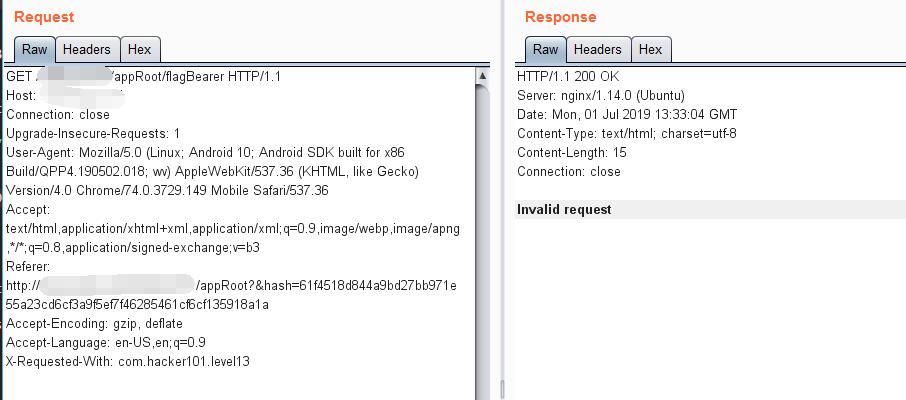 Request
Raw Headers Hex
GET /appRoot/flagBearer HTTP/1.1
Host:
Connection: close
Upgrade-Insecure-Requests: 1
User-Agent: Mozilla/5.0 (Linux; Android 10; Android SDK built for x86
Build/QPP4.190502.018; wv) AppleWebKit/537.36 (KHTML, like Gecko)
Version/4.0 Chrome/74.0.3729.149 Mobile Safari/537.36
Accept:
text/html,application/xhtml+xml,application/xml;q=0.9,image/webp,image/apng
,*/*;q=0.8,application/signed-exchange;v=b3
Referer:
http:// /appRoot?&hash=61f4518d844a9bd27bb971e
55a23cd6cf3a9f5ef7f46285461cf6cf135918a1a
Accept-Encoding: gzip, deflate
Accept-Language: en-US,en;q=0.9
X-Requested-With: com.hacker101.level13
Response
Raw Headers Hex
HTTP/1.1 200 OK
Server: nginx/1.14.0 (Ubuntu)
Date: Mon, 01 Jul 2019 13:33:04 GMT
Content-Type: text/html; charset=utf-8
Content-Length: 15
Connection: close
Invalid request